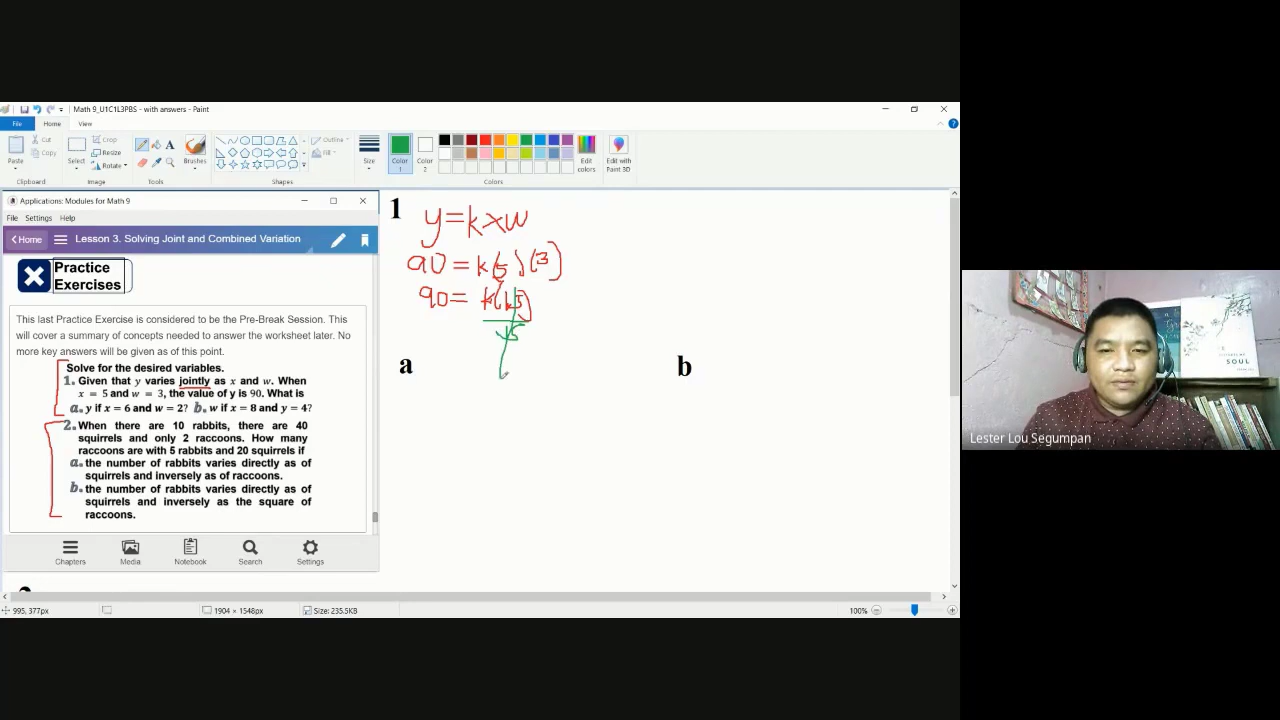 Math 9_U1C1L3PBS - with answers - Paint
File
Home
View
Paste
Cut
Copy
Clipboard
Select
Crop
Resize
Rotate
Image
A
Tools
Brushes
Shapes
Outline
Fill
Size
Color 1
Color 2
Edit colors
Edit with Paint 3D
Colors
Applications: Modules for Math 9
File Settings Help
Home
Lesson 3. Solving Joint and Combined Variation
Practice
Exercises
This last Practice Exercise is considered to be the Pre-Break Session. This
will cover a summary of concepts needed to answer the worksheet later. No
more key answers will be given as of this point.
Solve for the desired variables.
1. Given that y varies jointly as x and w. When
x = 5 and w = 3, the value of y is 90. What is
a. y if x = 6 and w = 2? b. w if x = 8 and y = 4?
2. When there are 10 rabbits, there are 40
squirrels and only 2 raccoons. How many
raccoons are with 5 rabbits and 20 squirrels if
a. the number of rabbits varies directly as of
squirrels and inversely as of raccoons.
b. the number of rabbits varies directly as of
squirrels and inversely as the square of
raccoons.
Chapters
Media
Notebook
Search
Settings
1
y=kxw
90 = k(5)(3)
90 = k(15)
15
a
b
995, 377px
1904 × 1548px
Size: 235.5KB
100%
SOUL
Lester Lou Segumpan